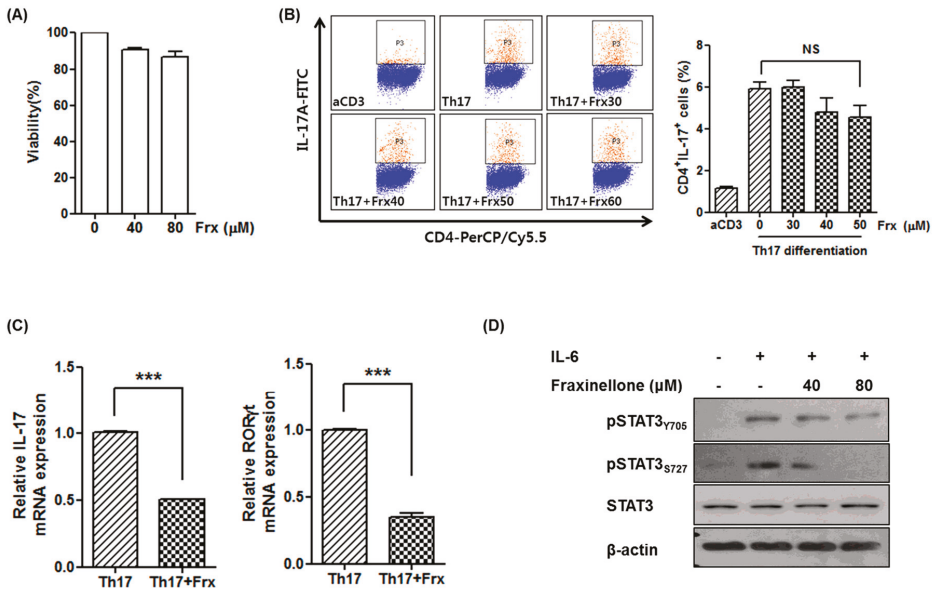 (A)
100
80
60
40
20
0
Viability(%)
0 40 80 Frx (μM)
(B)
IL-17A-FITC
P3
aCD3
P3
Th17
P3
Th17+Frx30
P3
Th17+Frx40
P3
Th17+Frx50
P3
Th17+Frx60
CD4-PerCP/Cy5.5
CD4+IL-17+ cells (%)
8
6
4
2
0
NS
aCD3 0 30 40 50 Frx (μM)
Th17 differentiation
(C)
Relative IL-17
mRNA expression
1.5
1.0
0.5
0.0
***
Th17 Th17+Frx
Relative RORγt
mRNA expression
1.5
1.0
0.5
0.0
***
Th17 Th17+Frx
(D)
IL-6 - + + +
Fraxinellone (μM) - - 40 80
pSTAT3Y705
pSTAT3S727
STAT3
β-actin